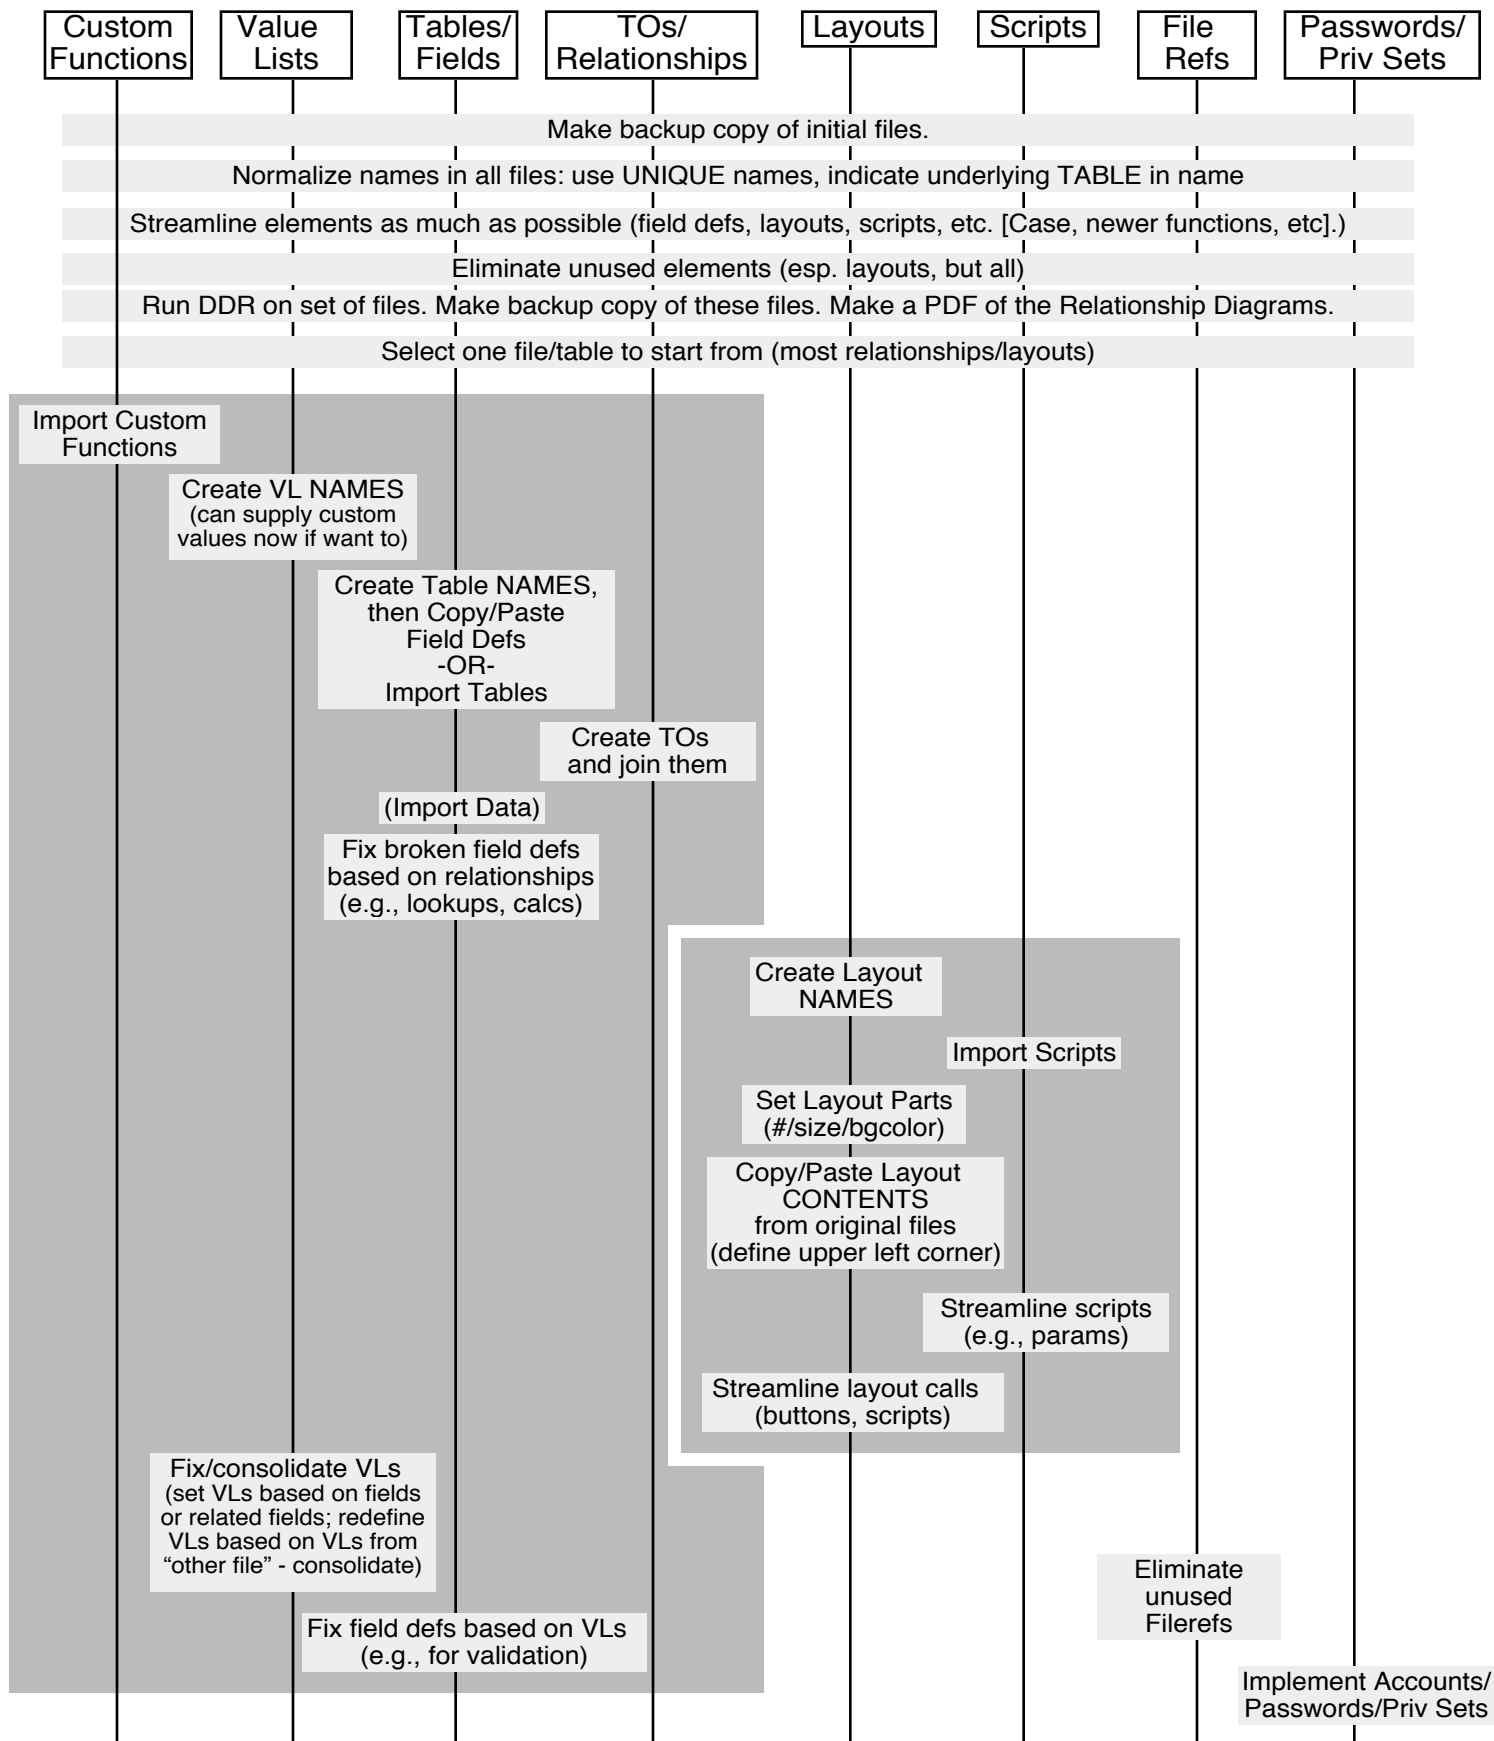 Custom
Functions
Value
Lists
Tables/
Fields
TOs/
Relationships
Layouts
Scripts
File
Refs
Passwords/
Priv Sets
Make backup copy of initial files.
Normalize names in all files: use UNIQUE names, indicate underlying TABLE in name
Streamline elements as much as possible (field defs, layouts, scripts, etc. [Case, newer functions, etc].)
Eliminate unused elements (esp. layouts, but all)
Run DDR on set of files. Make backup copy of these files. Make a PDF of the Relationship Diagrams.
Select one file/table to start from (most relationships/layouts)
Import Custom
Functions
Create VL NAMES
(can supply custom
values now if want to)
Create Table NAMES,
then Copy/Paste
Field Defs
-OR-
Import Tables
Create TOs
and join them
(Import Data)
Fix broken field defs
based on relationships
(e.g., lookups, calcs)
Create Layout
NAMES
Import Scripts
Set Layout Parts
(#/size/bgcolor)
Copy/Paste Layout
CONTENTS
from original files
(define upper left corner)
Streamline scripts
(e.g., params)
Streamline layout calls
(buttons, scripts)
Fix/consolidate VLs
(set VLs based on fields
or related fields; redefine
VLs based on VLs from
“other file” - consolidate)
Eliminate
unused
Filerefs
Fix field defs based on VLs
(e.g., for validation)
Implement Accounts/
Passwords/Priv Sets